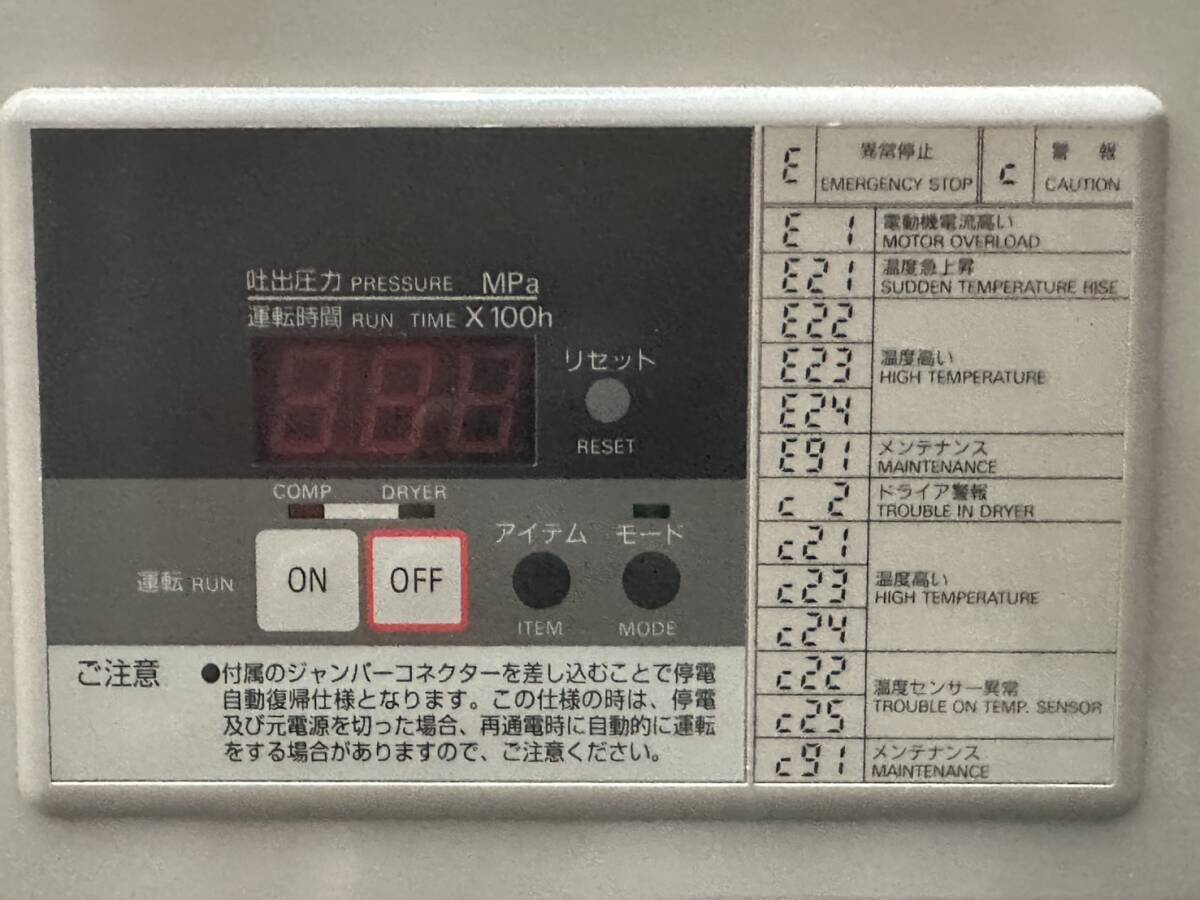 吐出圧力 PRESSURE MPa
運転時間 RUN TIME X100h
888
リセット
RESET
COMP DRYER
運転 RUN
ON
OFF
アイテム
ITEM
モード
MODE
ご注意
●付属のジャンパーコネクターを差し込むことで停電
自動復帰仕様となります。この仕様の時は、停電
及び元電源を切った場合、再通電時に自動的に運転
をする場合がありますので、ご注意ください。
E 異常停止
EMERGENCY STOP
c 警 報
CAUTION
E 1 電動機電流高い
MOTOR OVERLOAD
E21 温度急上昇
SUDDEN TEMPERATURE RISE
E22
E23 温度高い
HIGH TEMPERATURE
E24
E91 メンテナンス
MAINTENANCE
c 2 ドライア警報
TROUBLE IN DRYER
c21
c23 温度高い
HIGH TEMPERATURE
c24
c22 温度センサー異常
TROUBLE ON TEMP. SENSOR
c25
c91 メンテナンス
MAINTENANCE